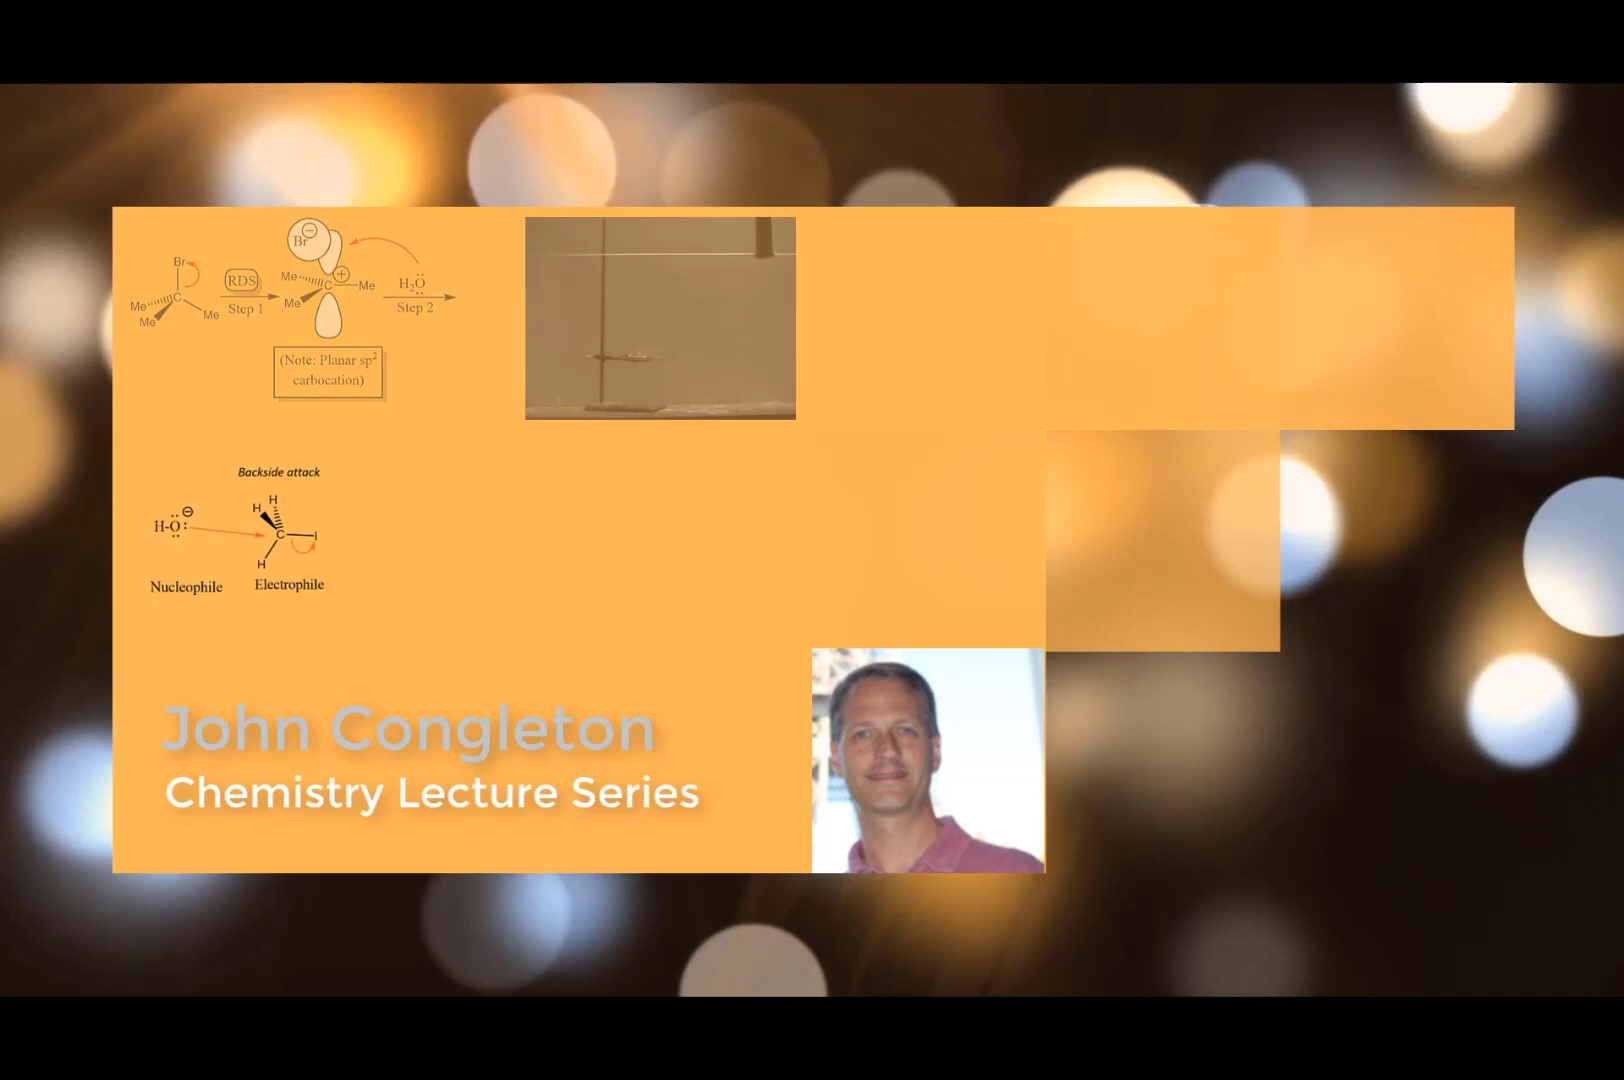 Br
Me
Me
Me
C
RDS
Step 1
Br ⊖
Me
Me
C
⊕
Me
H₂Ö
Step 2
(Note: Planar sp²
carbocation)
Backside attack
H-O: ⊖
H
H
C
I
H
Nucleophile
Electrophile
John Congleton
Chemistry Lecture Series